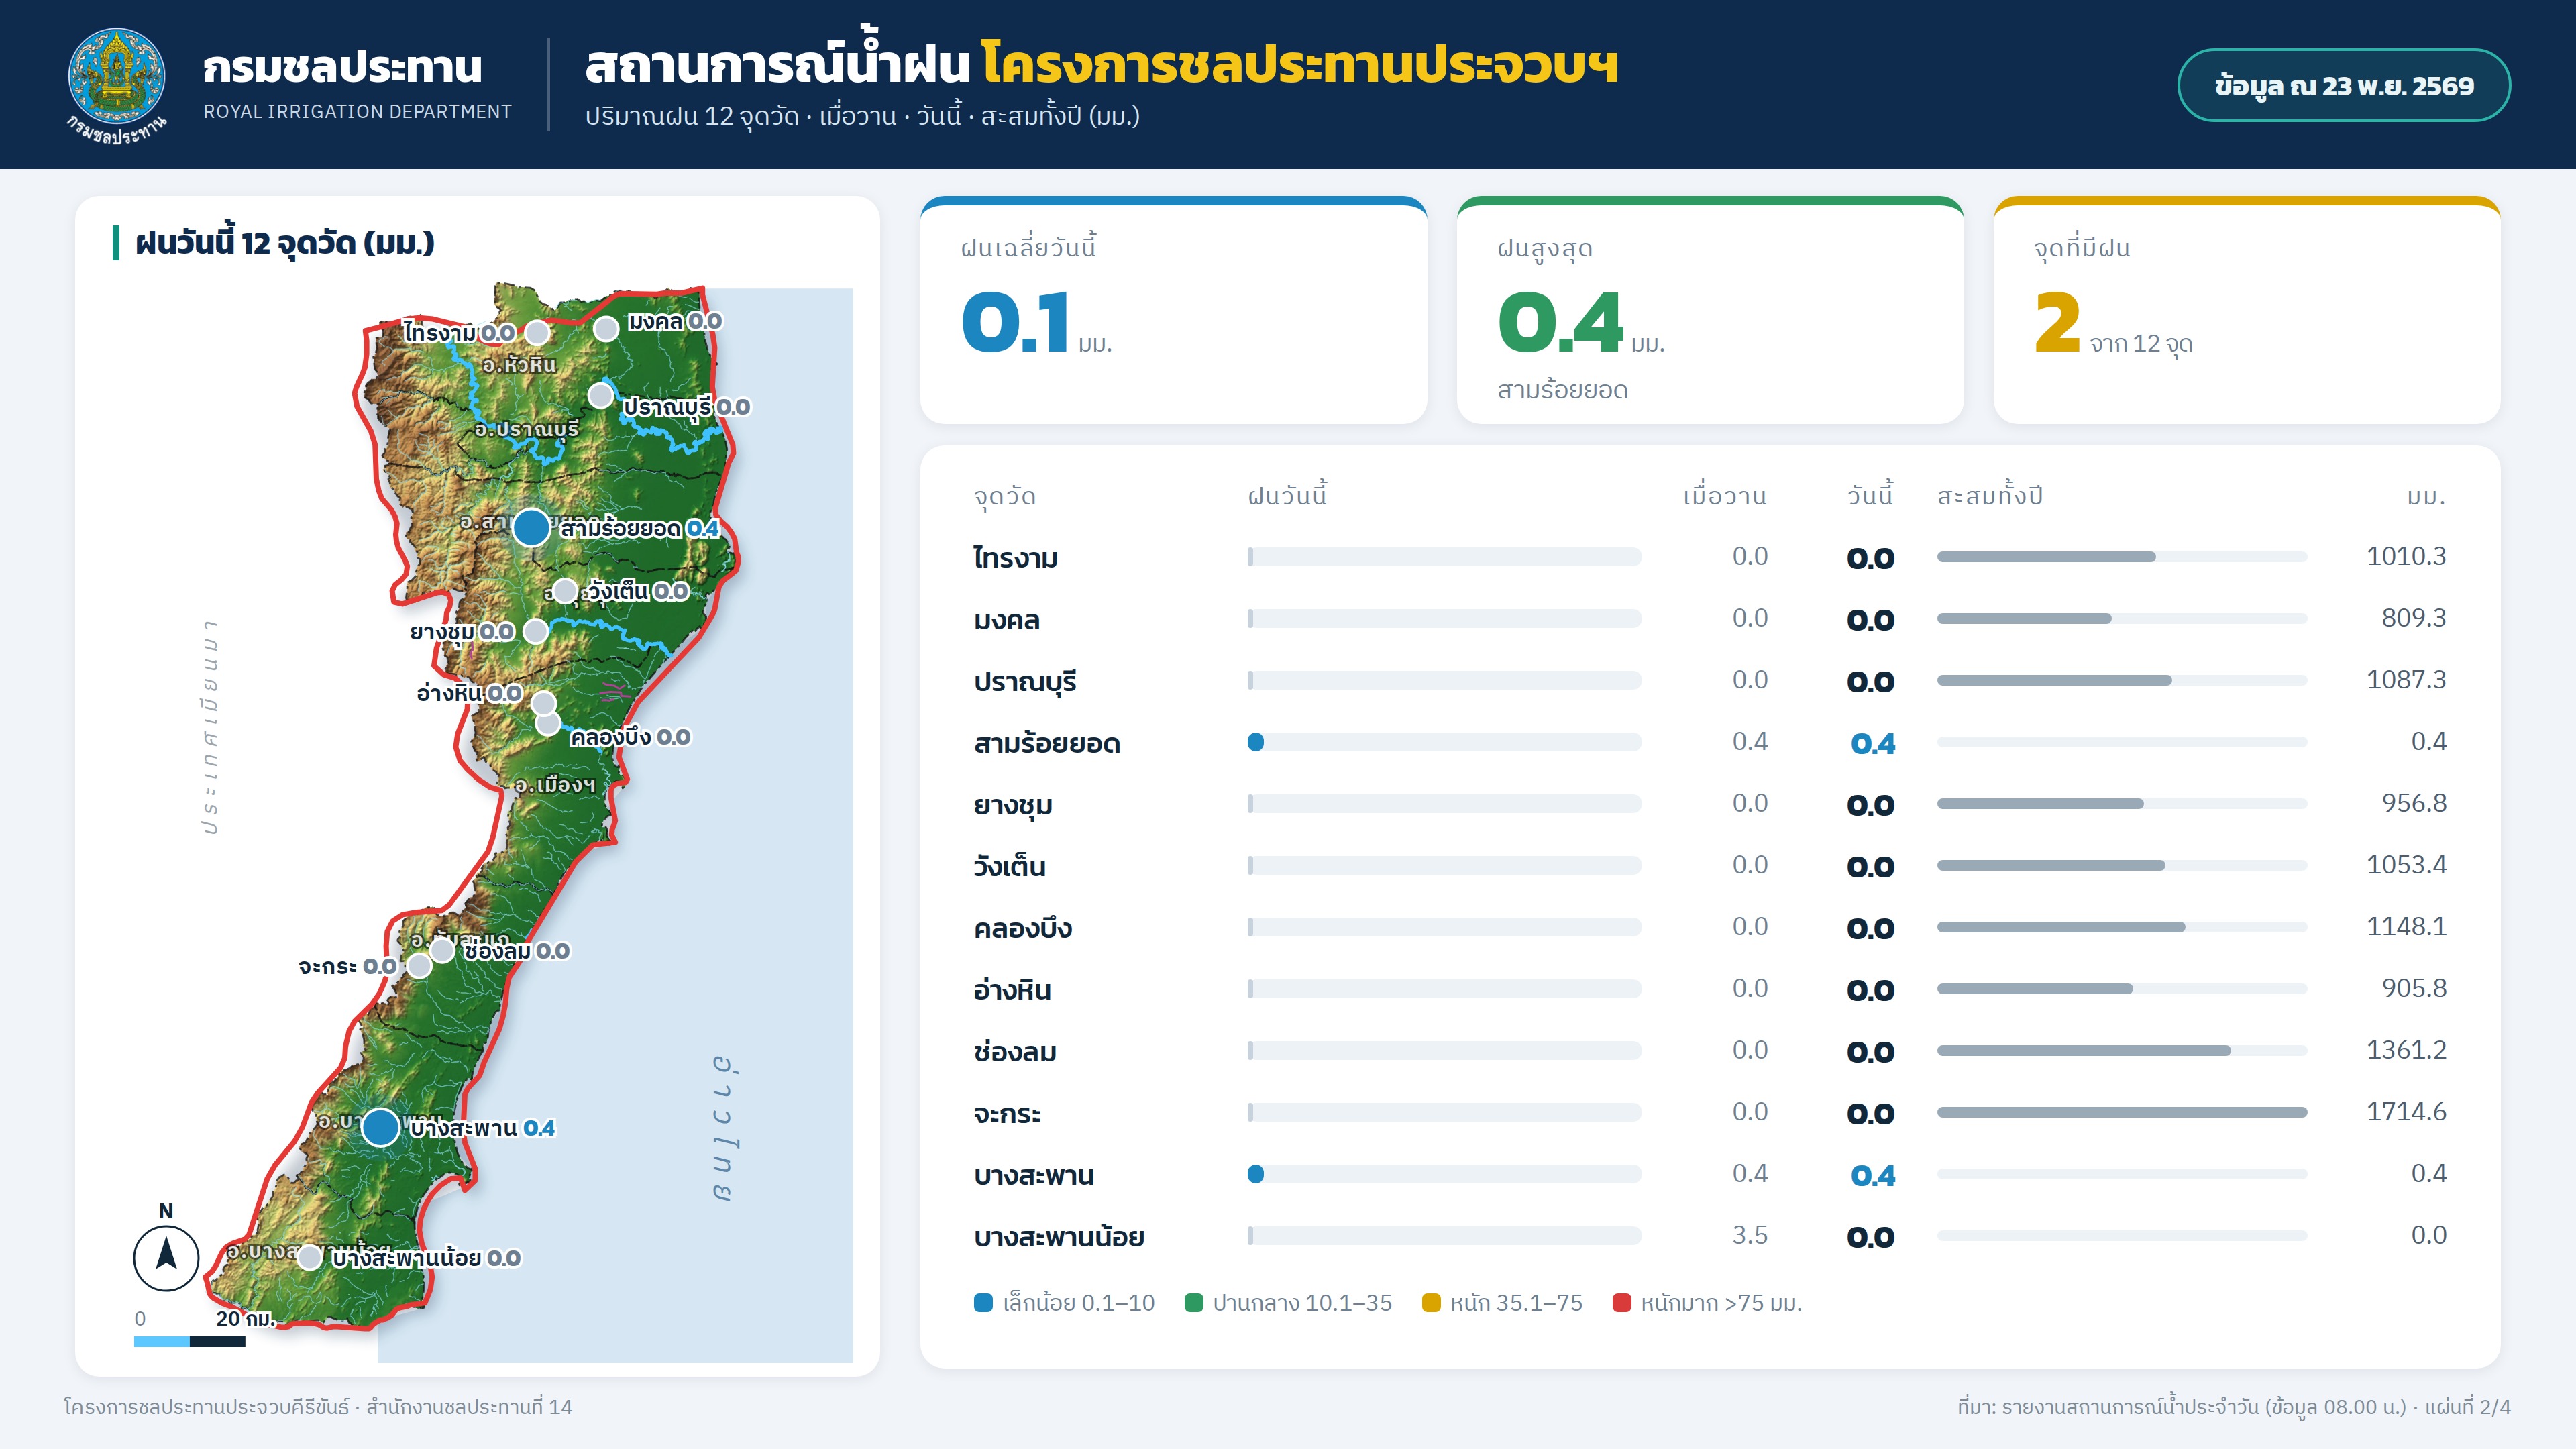 กรมชลประทาน
ROYAL IRRIGATION DEPARTMENT
กรมชลประทาน
สถานการณ์น้ำฝน โครงการชลประทานประจวบฯ
ปริมาณฝน 12 จุดวัด · เมื่อวาน · วันนี้ · สะสมทั้งปี (มม.)
ข้อมูล ณ 23 พ.ย. 2569
ฝนวันนี้ 12 จุดวัด (มม.)
ไทรงาม 0.0
มงคล 0.0
อ.หัวหิน
ปราณบุรี 0.0
อ.ปราณบุรี
สามร้อยยอด 0.4
วังเต็น 0.0
ยางชุม 0.0
อ่างหิน 0.0
คลองบึง 0.0
อ.เมืองฯ
ประเทศเมียนมา
ช่องลม 0.0
จะกระ 0.0
อ่าวไทย
บางสะพาน 0.4
บางสะพานน้อย 0.0
N
0 20 กม.
ฝนเฉลี่ยวันนี้
0.1 มม.
ฝนสูงสุด
0.4 มม.
สามร้อยยอด
จุดที่มีฝน
2 จาก 12 จุด
จุดวัด ฝนวันนี้ เมื่อวาน วันนี้ สะสมทั้งปี มม.
ไทรงาม 0.0 0.0 1010.3
มงคล 0.0 0.0 809.3
ปราณบุรี 0.0 0.0 1087.3
สามร้อยยอด 0.4 0.4 0.4
ยางชุม 0.0 0.0 956.8
วังเต็น 0.0 0.0 1053.4
คลองบึง 0.0 0.0 1148.1
อ่างหิน 0.0 0.0 905.8
ช่องลม 0.0 0.0 1361.2
จะกระ 0.0 0.0 1714.6
บางสะพาน 0.4 0.4 0.4
บางสะพานน้อย 3.5 0.0 0.0
เล็กน้อย 0.1–10 ปานกลาง 10.1–35 หนัก 35.1–75 หนักมาก >75 มม.
โครงการชลประทานประจวบคีรีขันธ์ · สำนักงานชลประทานที่ 14
ที่มา: รายงานสถานการณ์น้ำประจำวัน (ข้อมูล 08.00 น.) · แผ่นที่ 2/4